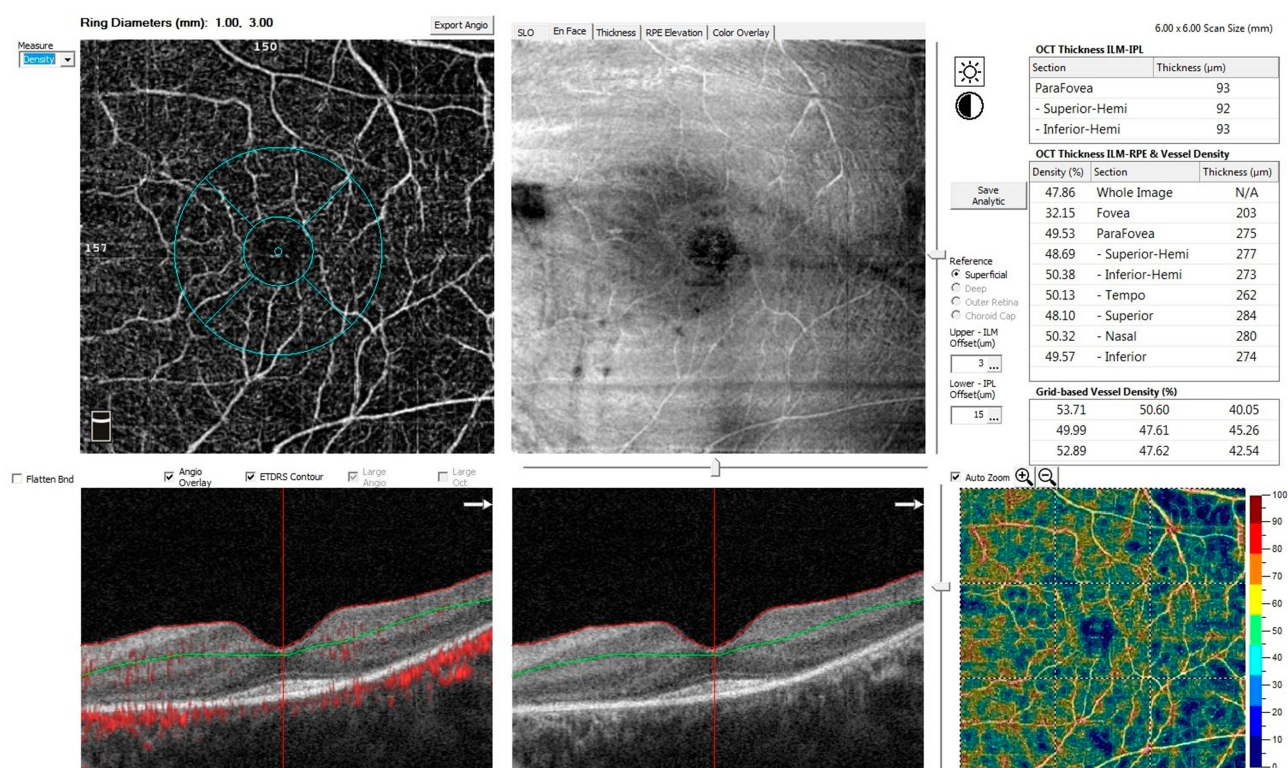 Ring Diameters (mm): 1.00, 3.00
Export Angio
Measure
Density
150
157
SLO
En Face
Thickness
RPE Elevation
Color Overlay
6.00 x 6.00 Scan Size (mm)
OCT Thickness ILM-IPL
Section Thickness (µm)
ParaFovea 93
- Superior-Hemi 92
- Inferior-Hemi 93
OCT Thickness ILM-RPE & Vessel Density
Density (%) Section Thickness (µm)
47.86 Whole Image N/A
32.15 Fovea 203
49.53 ParaFovea 275
48.69 - Superior-Hemi 277
50.38 - Inferior-Hemi 273
50.13 - Tempo 262
48.10 - Superior 284
50.32 - Nasal 280
49.57 - Inferior 274
Save
Analytic
Reference
Superficial
Deep
Outer Retina
Choroid Cap
Upper - ILM
Offset(um)
3 ...
Lower - IPL
Offset(um)
15 ...
Grid-based Vessel Density (%)
53.71 50.60 40.05
49.99 47.61 45.26
52.89 47.62 42.54
Flatten Bnd
Angio
Overlay
ETDRS Contour
Large
Angio
Large
Oct
Auto Zoom
100
90
80
70
60
50
40
30
20
10
0